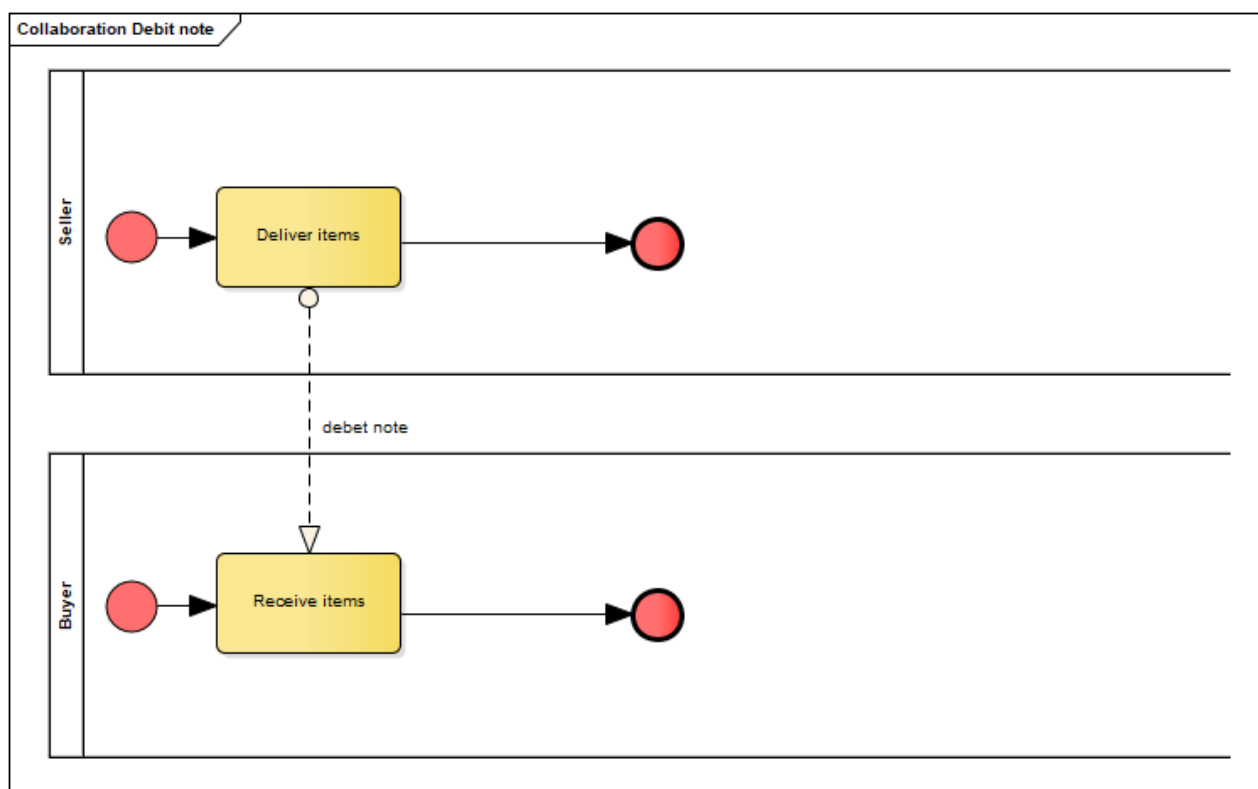 Collaboration Debit note
Seller
Deliver items
debet note
Buyer
Receive items